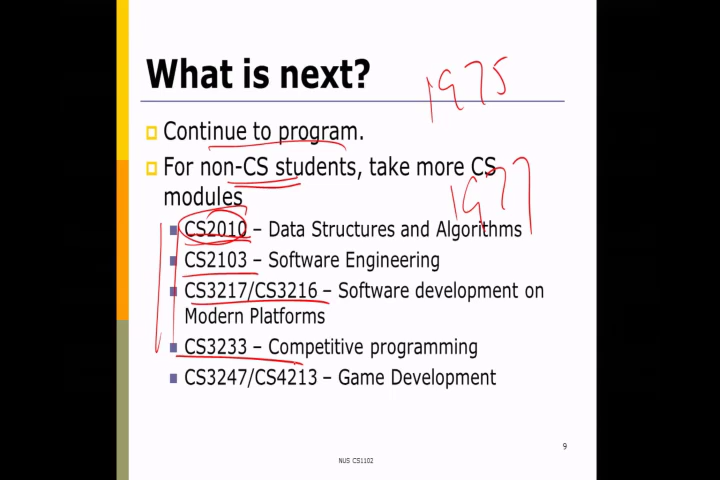 What is next?
1975
Continue to program.
For non-CS students, take more CS
modules
1977
CS2010 – Data Structures and Algorithms
CS2103 – Software Engineering
CS3217/CS3216 – Software development on
Modern Platforms
CS3233 – Competitive programming
CS3247/CS4213 – Game Development
9
NUS CS1102